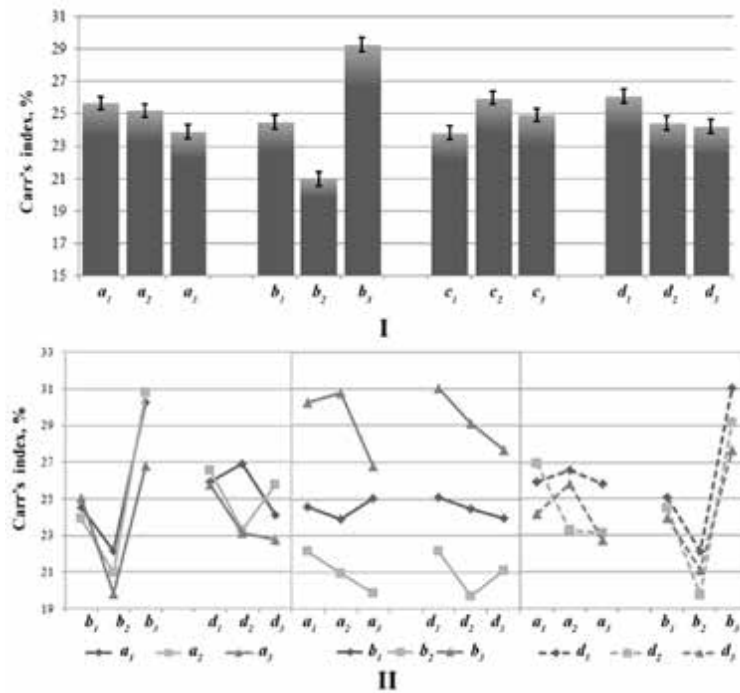 31
29
27
25
23
21
19
17
15
Carr's index, %
a₁ a₂ a₃ b₁ b₂ b₃ c₁ c₂ c₃ d₁ d₂ d₃
I
33
31
29
27
25
23
21
19
Carr's index, %
b₁ b₂ b₃ d₁ d₂ d₃ a₁ a₂ a₃ d₁ d₂ d₃ a₁ a₂ a₃ b₁ b₂ b₃
a₁ a₂ a₃ b₁ b₂ b₃ d₁ d₂ d₃
II